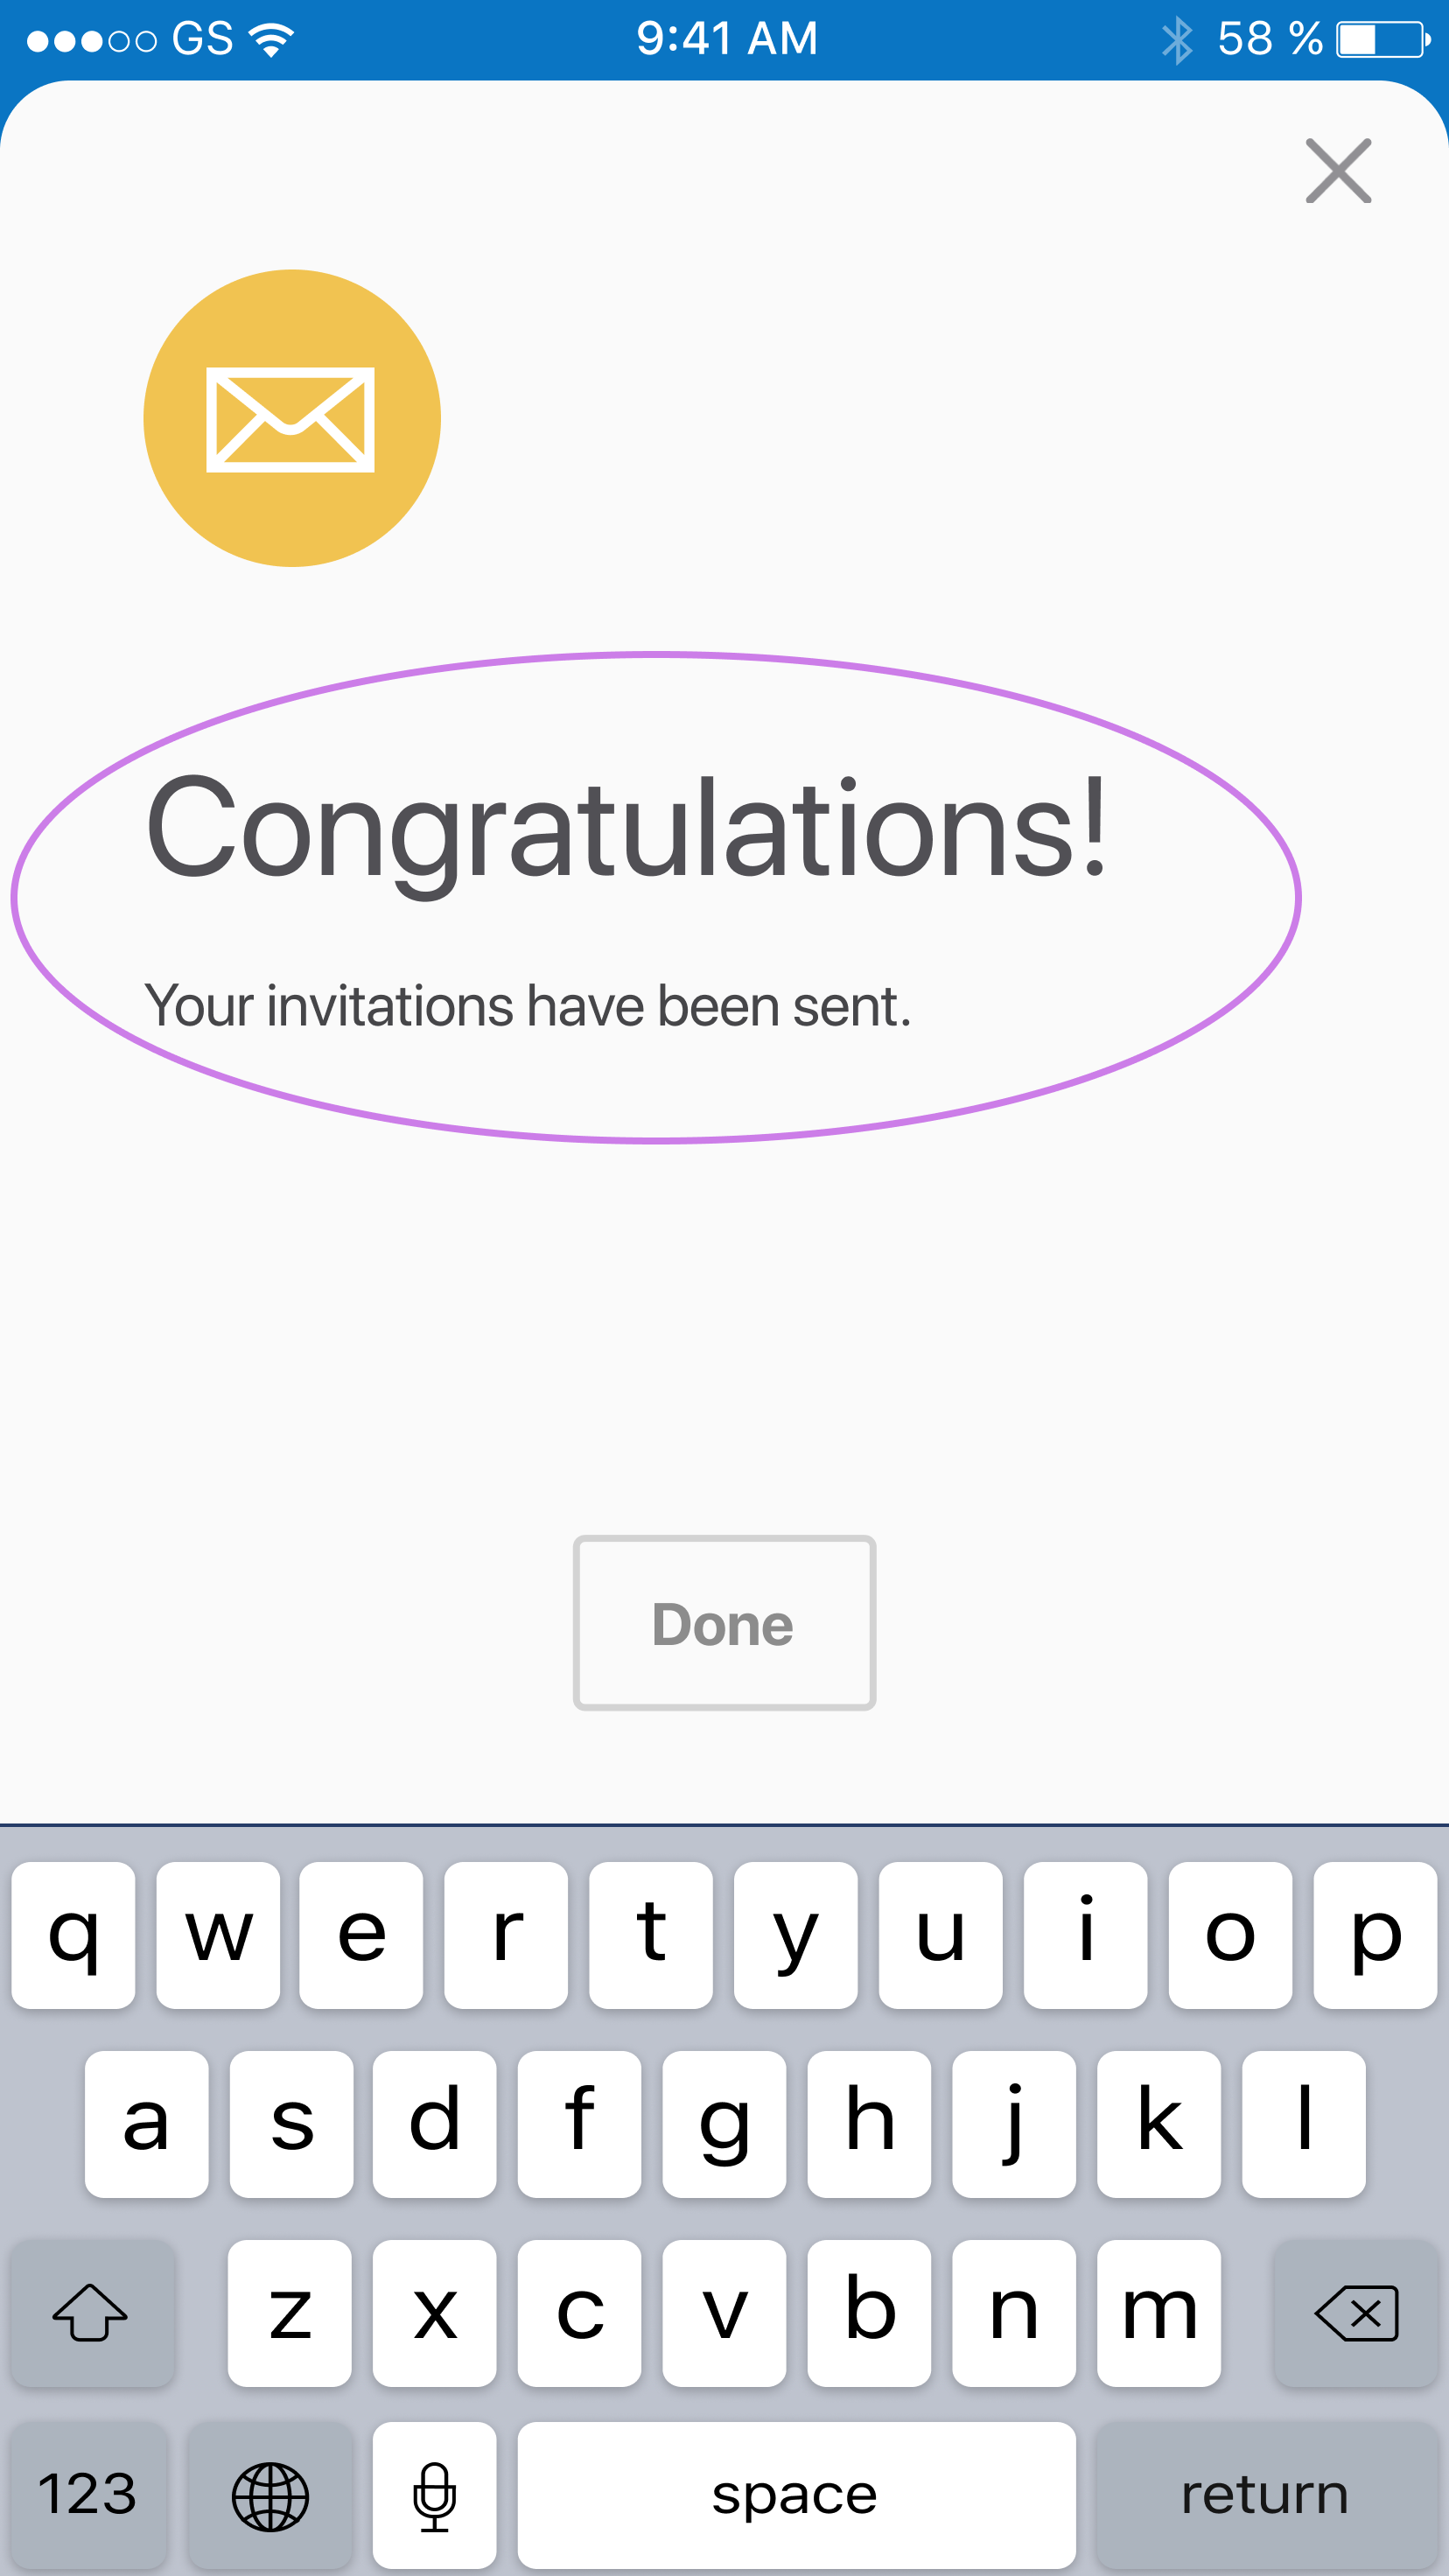 GS 9:41 AM 58 %
Congratulations!
Your invitations have been sent.
Done
q w e r t y u i o p
a s d f g h j k l
z x c v b n m
123 space return